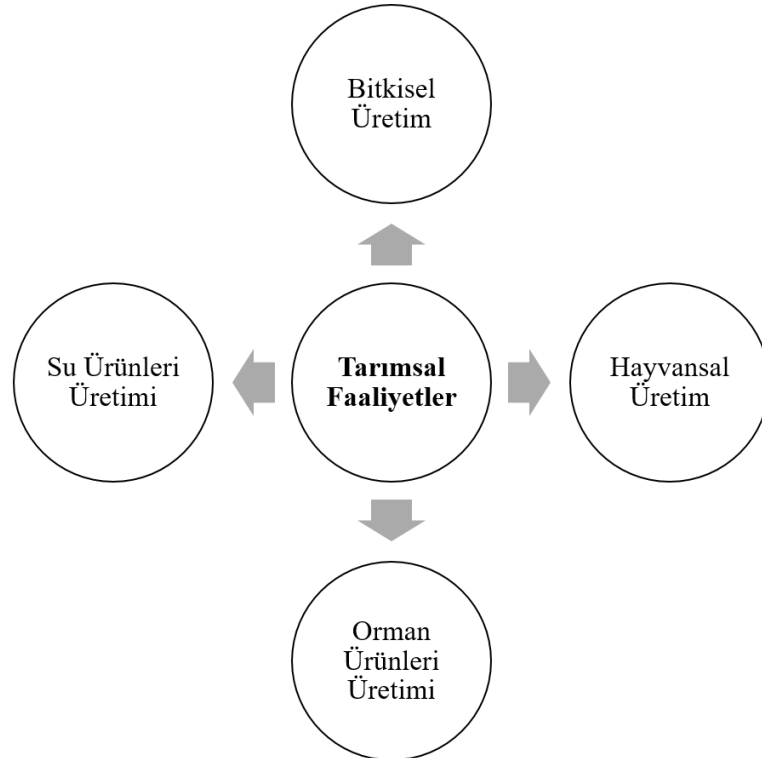 Bitkisel
Üretim
Su Ürünleri
Üretimi
Tarımsal
Faaliyetler
Hayvansal
Üretim
Orman
Ürünleri
Üretimi